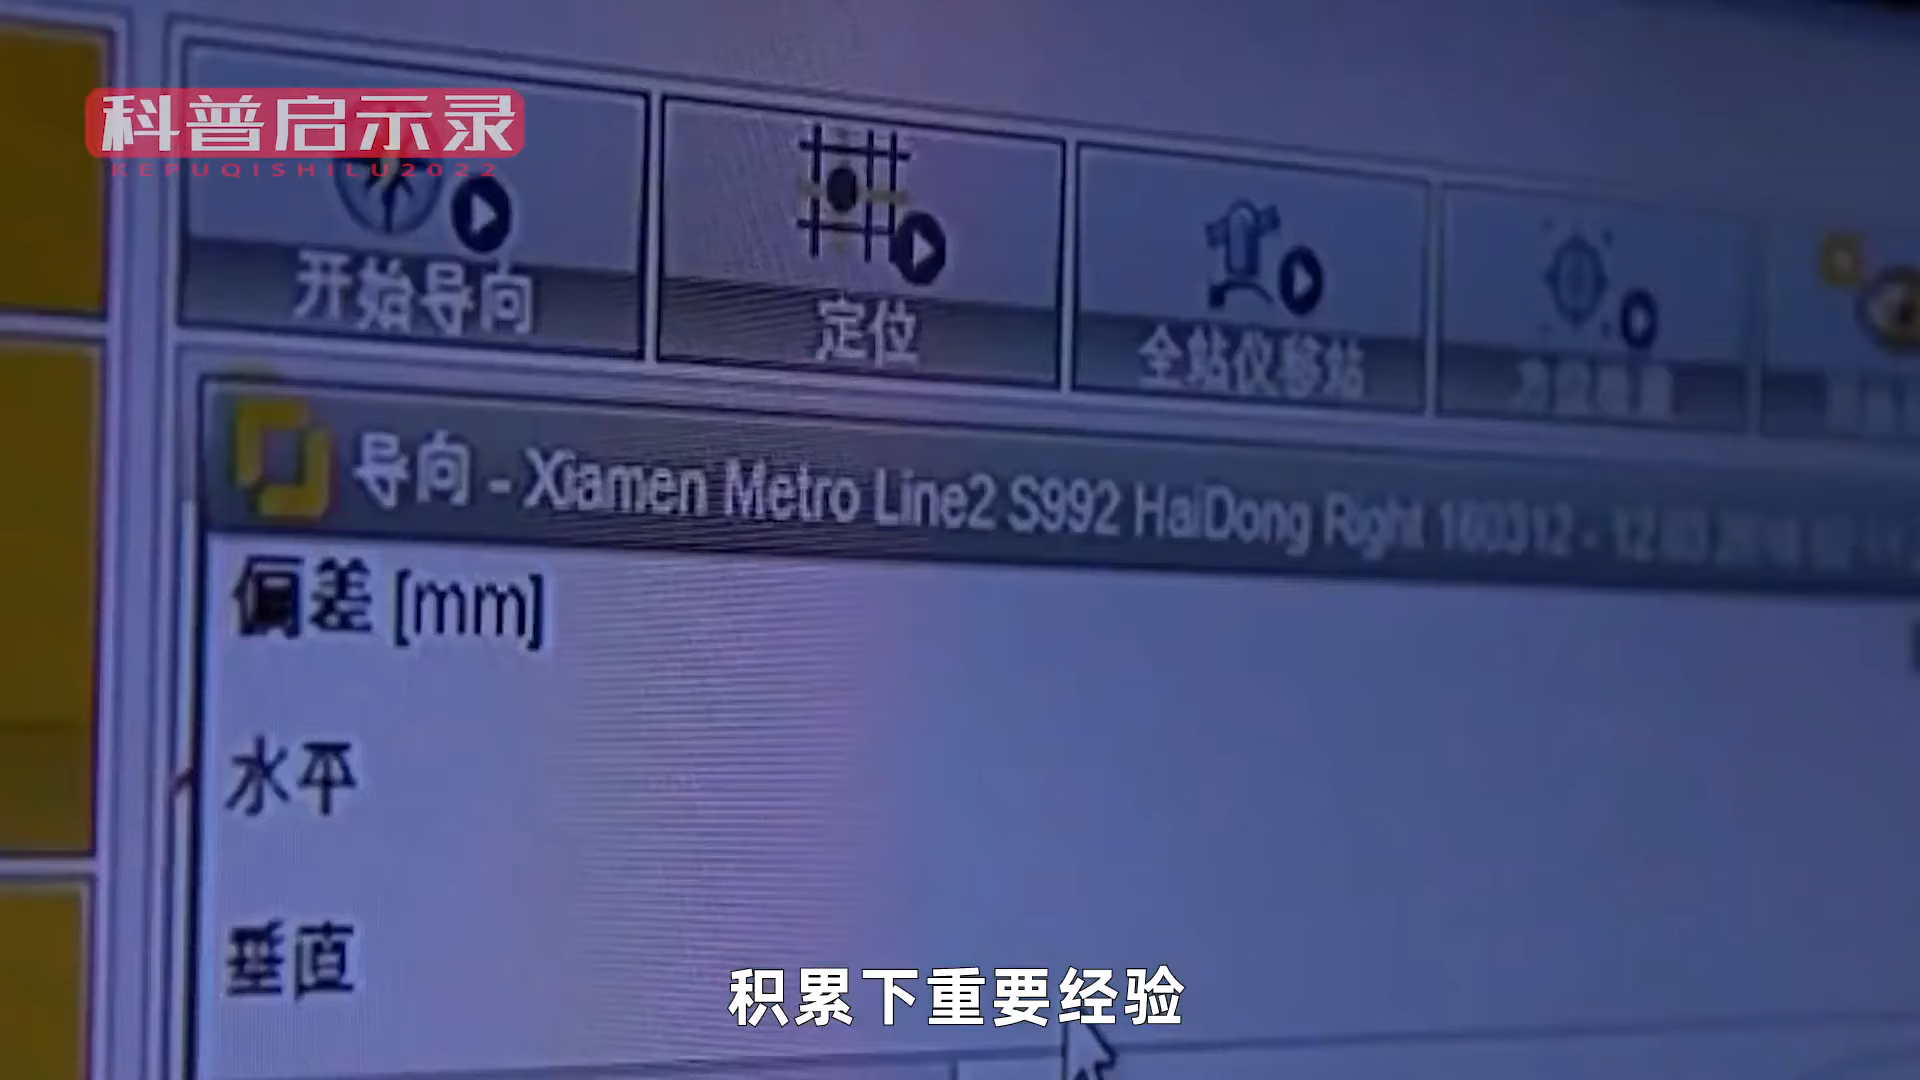 科普启示录
KEPUQISHILU2022
开始导向
定位
全站仪移站
导向 - Xiamen Metro Line2 S992 HaiDong Right 160312 -
偏差 [mm]
水平
垂直
积累下重要经验